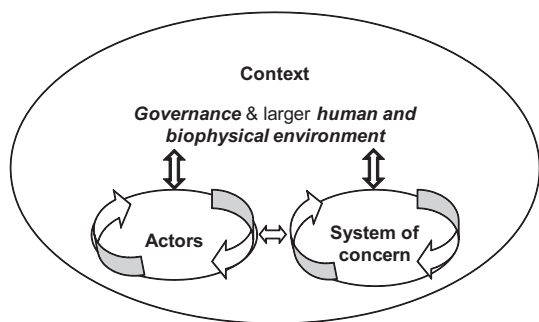 Context
Governance & larger human and
biophysical environment
Actors
System of
concern